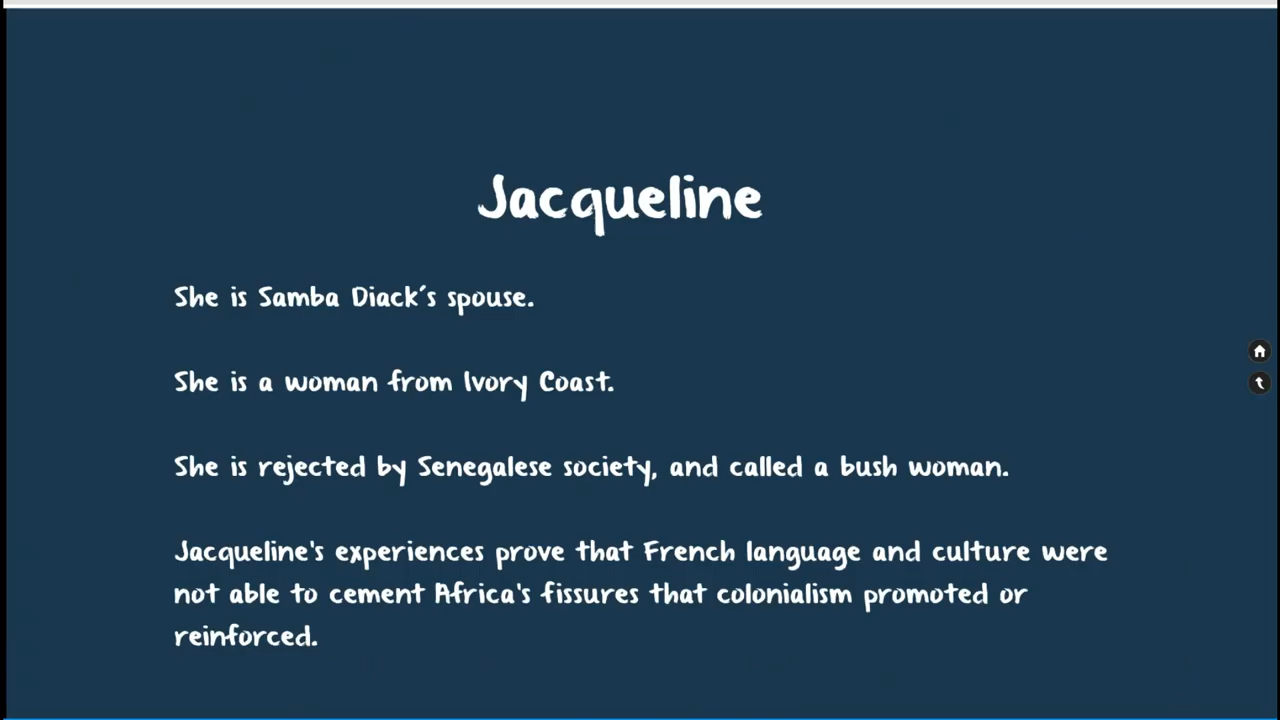 Jacqueline
She is Samba Diack´s spouse.
She is a woman from Ivory Coast.
She is rejected by Senegalese society, and called a bush woman.
Jacqueline's experiences prove that French language and culture were
not able to cement Africa's fissures that colonialism promoted or
reinforced.